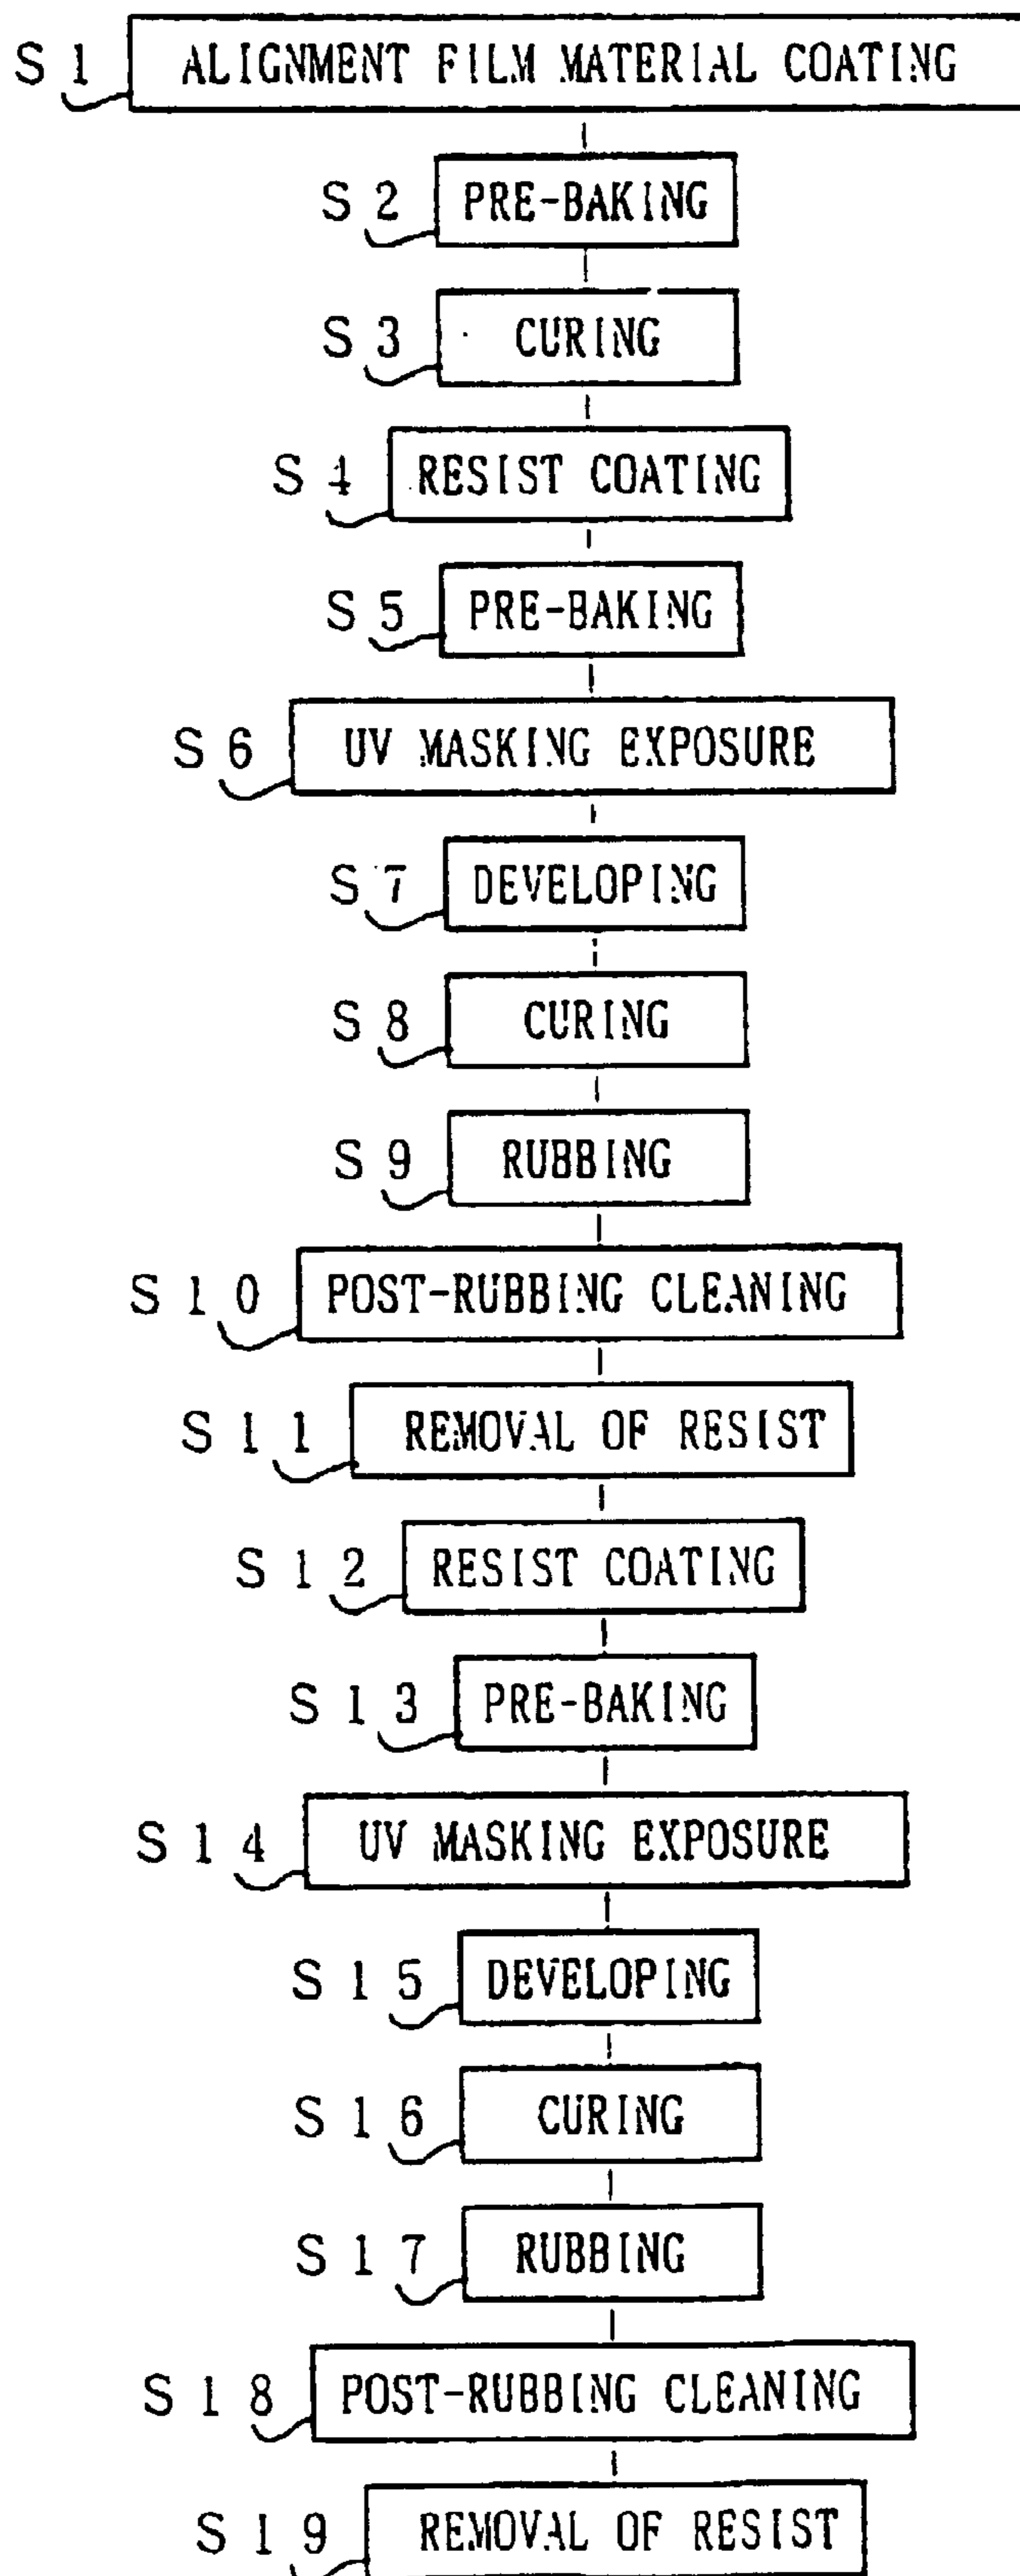 S1 ALIGNMENT FILM MATERIAL COATING
S2 PRE-BAKING
S3 CURING
S4 RESIST COATING
S5 PRE-BAKING
S6 UV MASKING EXPOSURE
S7 DEVELOPING
S8 CURING
S9 RUBBING
S10 POST-RUBBING CLEANING
S11 REMOVAL OF RESIST
S12 RESIST COATING
S13 PRE-BAKING
S14 UV MASKING EXPOSURE
S15 DEVELOPING
S16 CURING
S17 RUBBING
S18 POST-RUBBING CLEANING
S19 REMOVAL OF RESIST